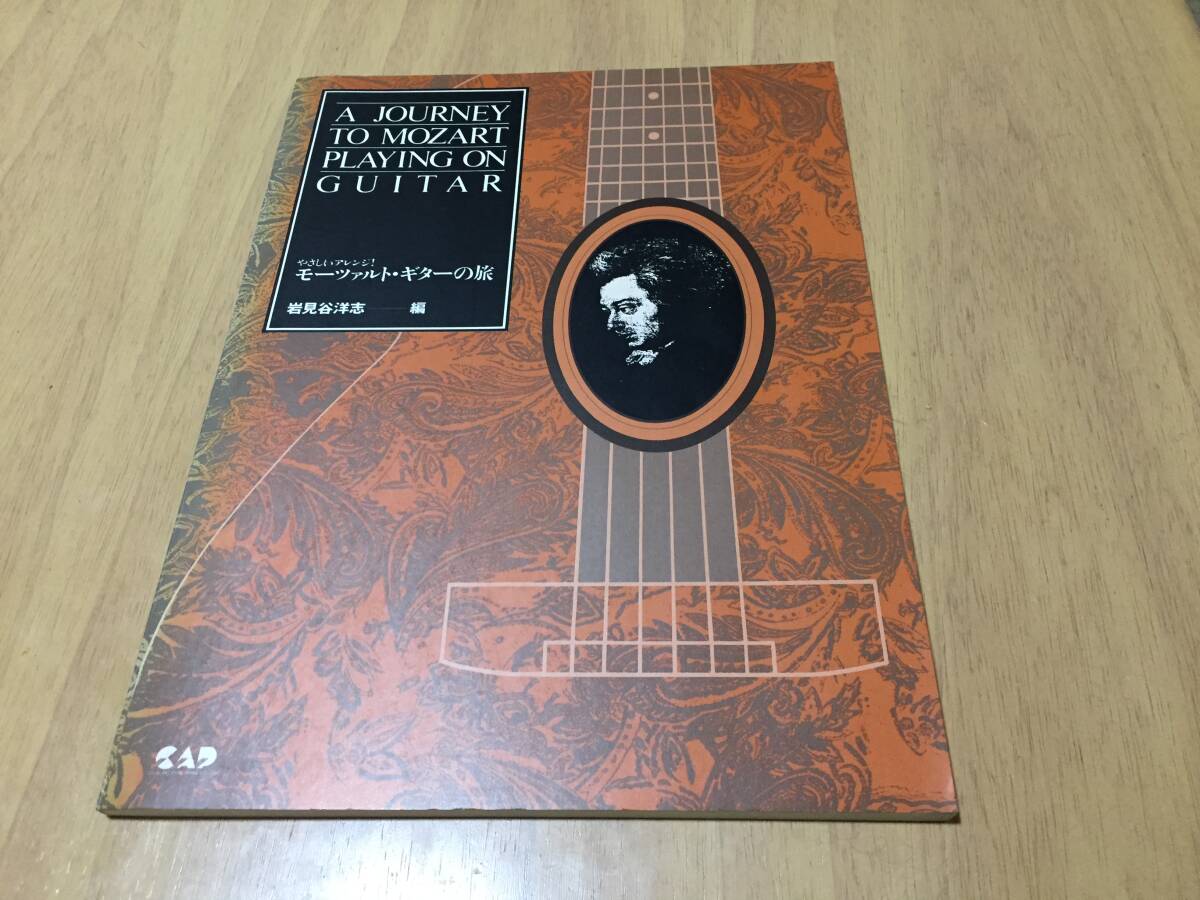 A JOURNEY
TO MOZART
PLAYING ON
GUITAR
やさしいアレンジ!
モーツァルト・ギターの旅
岩見谷洋志 編
CAD